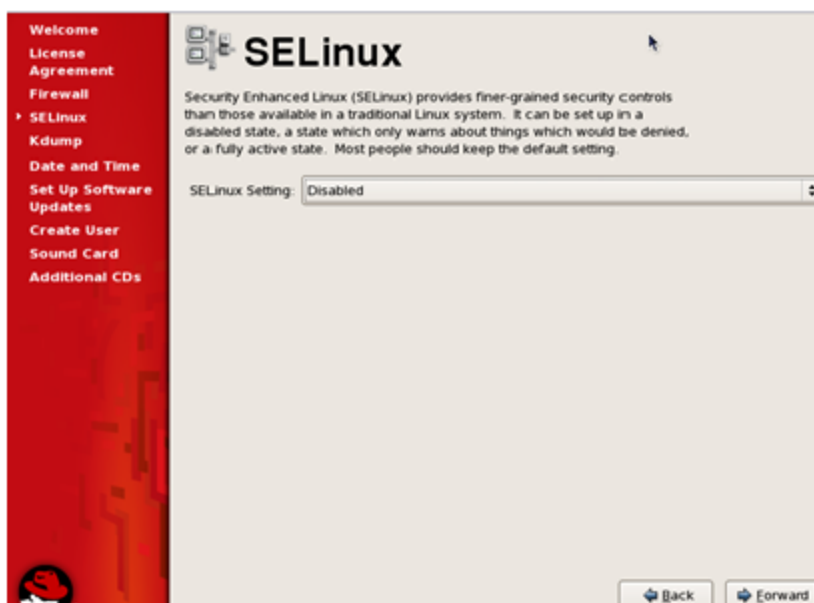 Welcome
License
Agreement
Firewall
SELinux
Kdump
Date and Time
Set Up Software
Updates
Create User
Sound Card
Additional CDs
SELinux
Security Enhanced Linux (SELinux) provides finer-grained security controls
than those available in a traditional Linux system. It can be set up in a
disabled state, a state which only warns about things which would be denied,
or a fully active state. Most people should keep the default setting.
SELinux Setting: Disabled
Back Forward